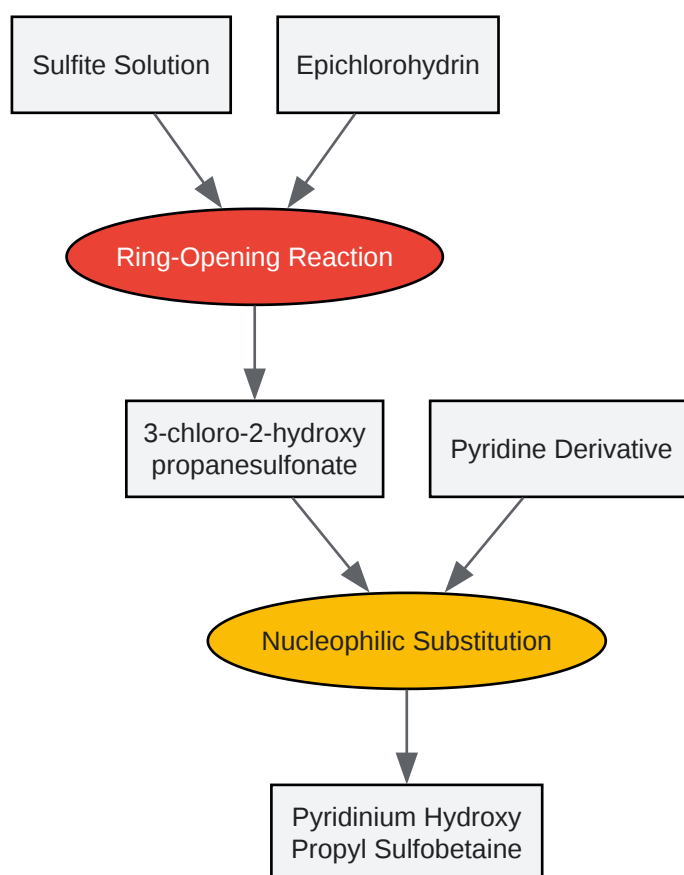 Sulfite Solution
Epichlorohydrin
Ring-Opening Reaction
3-chloro-2-hydroxy
propanesulfonate
Pyridine Derivative
Nucleophilic Substitution
Pyridinium Hydroxy
Propyl Sulfobetaine